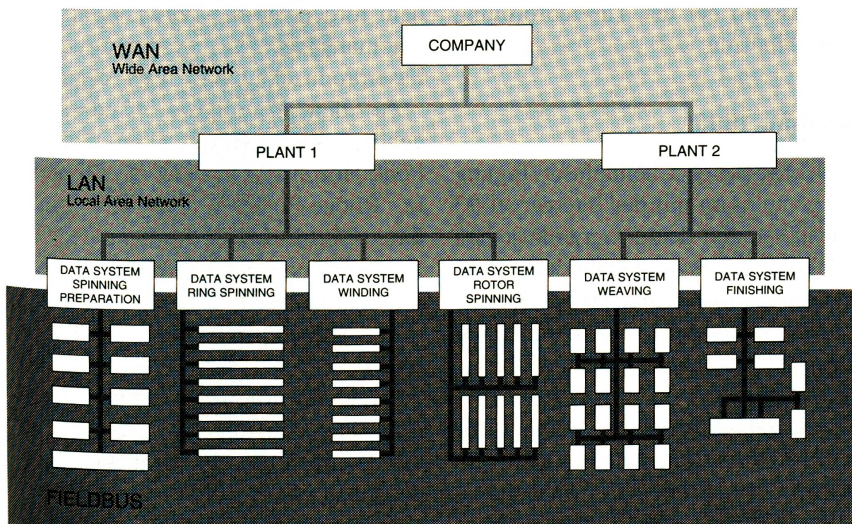 WAN
Wide Area Network
COMPANY
PLANT 1
PLANT 2
LAN
Local Area Network
DATA SYSTEM
SPINNING
PREPARATION
DATA SYSTEM
RING SPINNING
DATA SYSTEM
WINDING
DATA SYSTEM
ROTOR
SPINNING
DATA SYSTEM
WEAVING
DATA SYSTEM
FINISHING
FIELDBUS